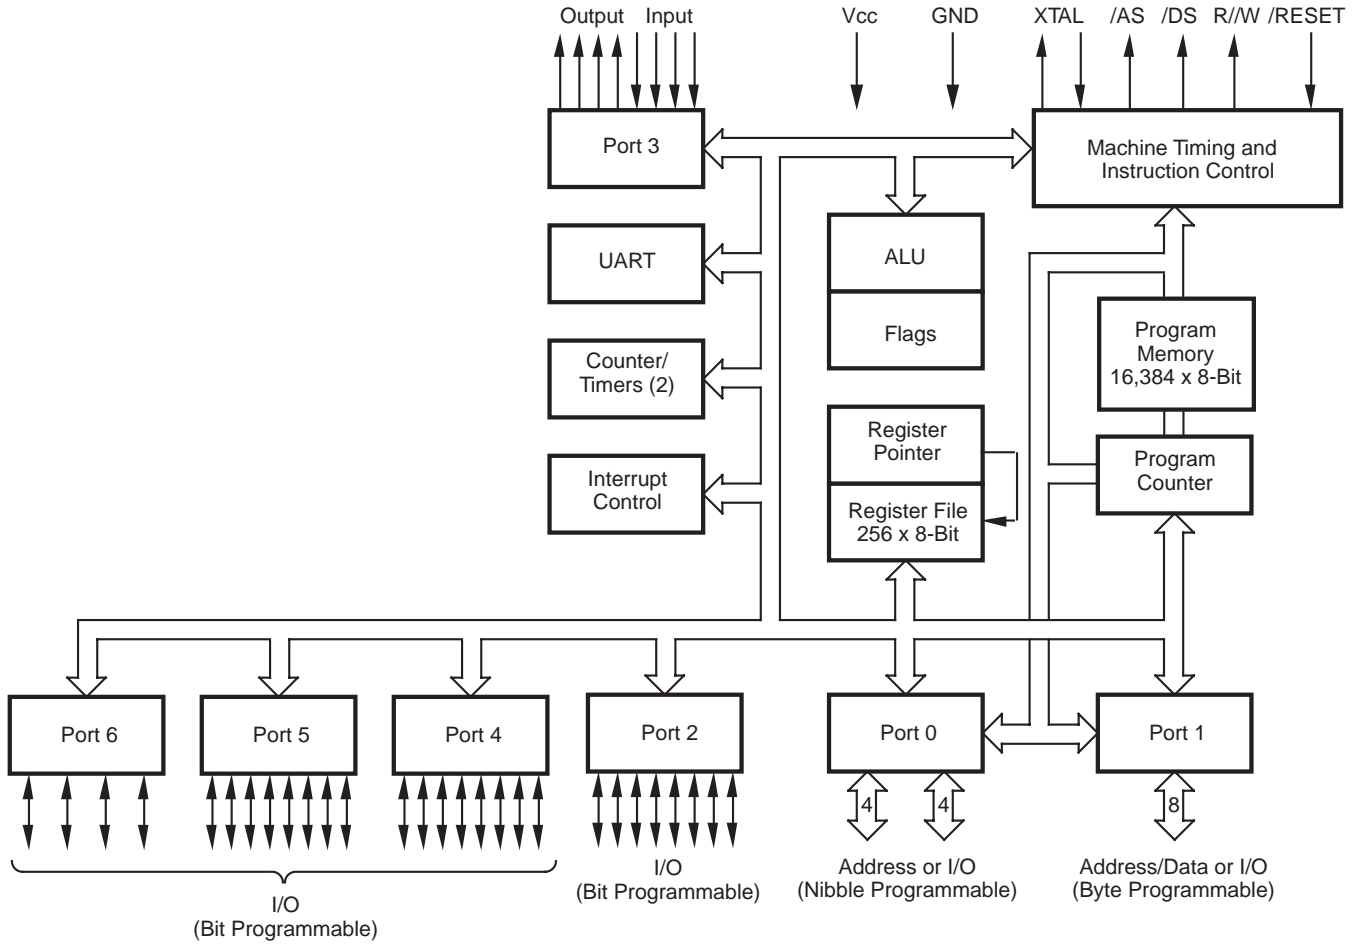 Output Input Vcc GND XTAL /AS /DS R//W /RESET
Port 3
Machine Timing and
Instruction Control
UART
ALU
Flags
Counter/
Timers (2)
Program
Memory
16,384 x 8-Bit
Interrupt
Control
Register
Pointer
Register File
256 x 8-Bit
Program
Counter
Port 6
Port 5
Port 4
Port 2
Port 0
Port 1
4
4
8
I/O
(Bit Programmable)
I/O
(Bit Programmable)
Address or I/O
(Nibble Programmable)
Address/Data or I/O
(Byte Programmable)